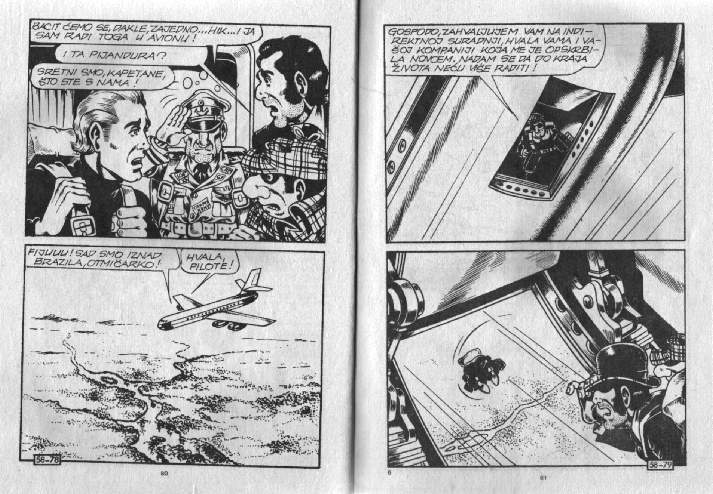 BACIT ĆEMO SE, DAKLE, ZAJEDNO...HIK...! JA
SAM RADI TOGA U AVIONU!
I TA PIJANDURA?
SRETNI SMO, KAPETANE,
ŠTO STE S NAMA!
FIJUUU! SAD SMO IZNAD
BRAZILA, OTMIČARKO!
HVALA,
PILOTE!
58-78
80
GOSPODO, ZAHVALJUJEM VAM NA INDI-
REKTNOJ SURADNJI, HVALA VAMA I VA-
ŠOJ KOMPANIJI KOJA ME JE OPSKRBI-
LA NOVCEM, NADAM SE DA DO KRAJA
ŽIVOTA NEĆU VIŠE RADITI!
58-79
6
81